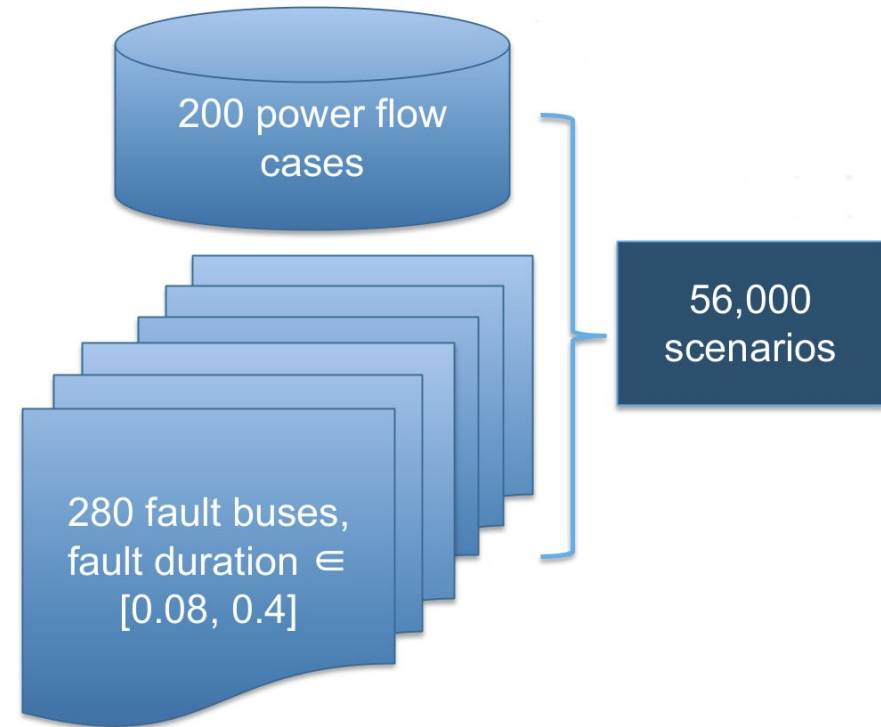 200 power flow
cases
280 fault buses,
fault duration ∈
[0.08, 0.4]
56,000
scenarios